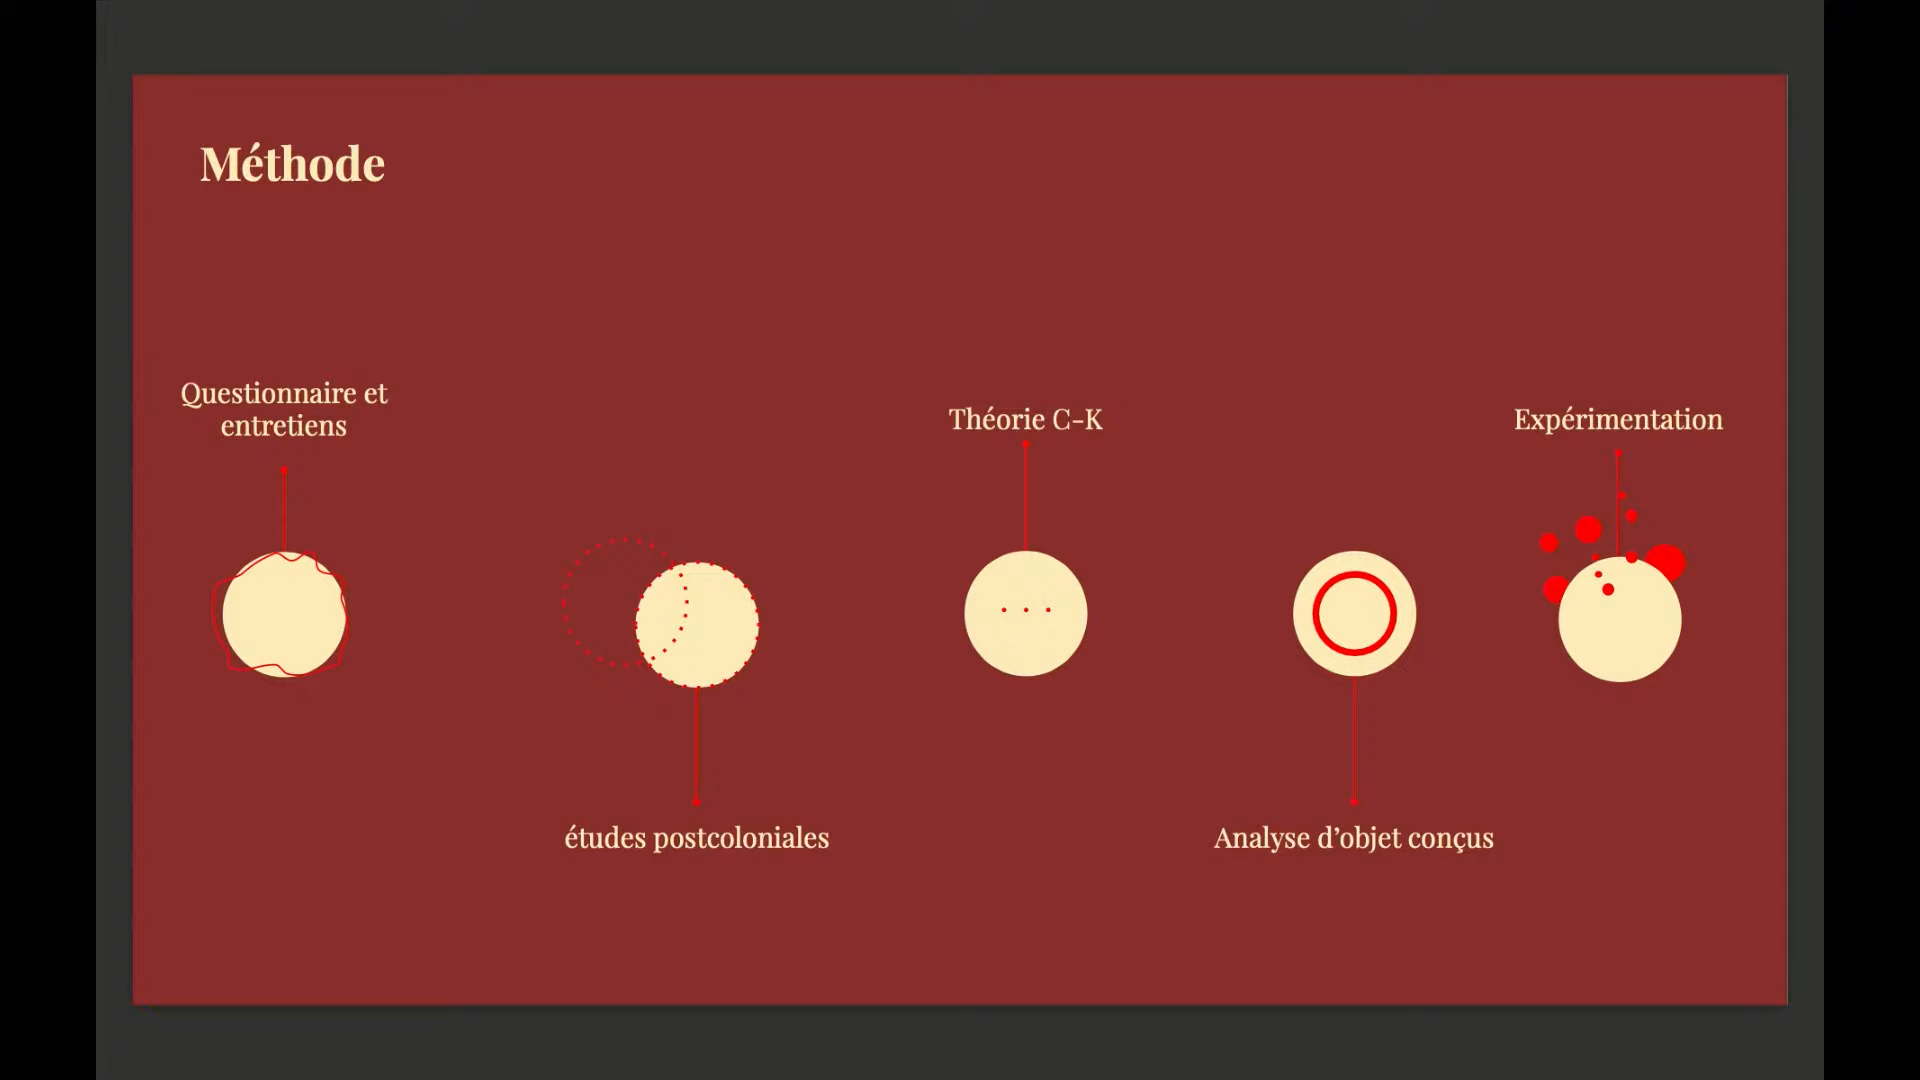 Méthode
Questionnaire et
entretiens
études postcoloniales
Théorie C-K
Analyse d’objet conçus
Expérimentation